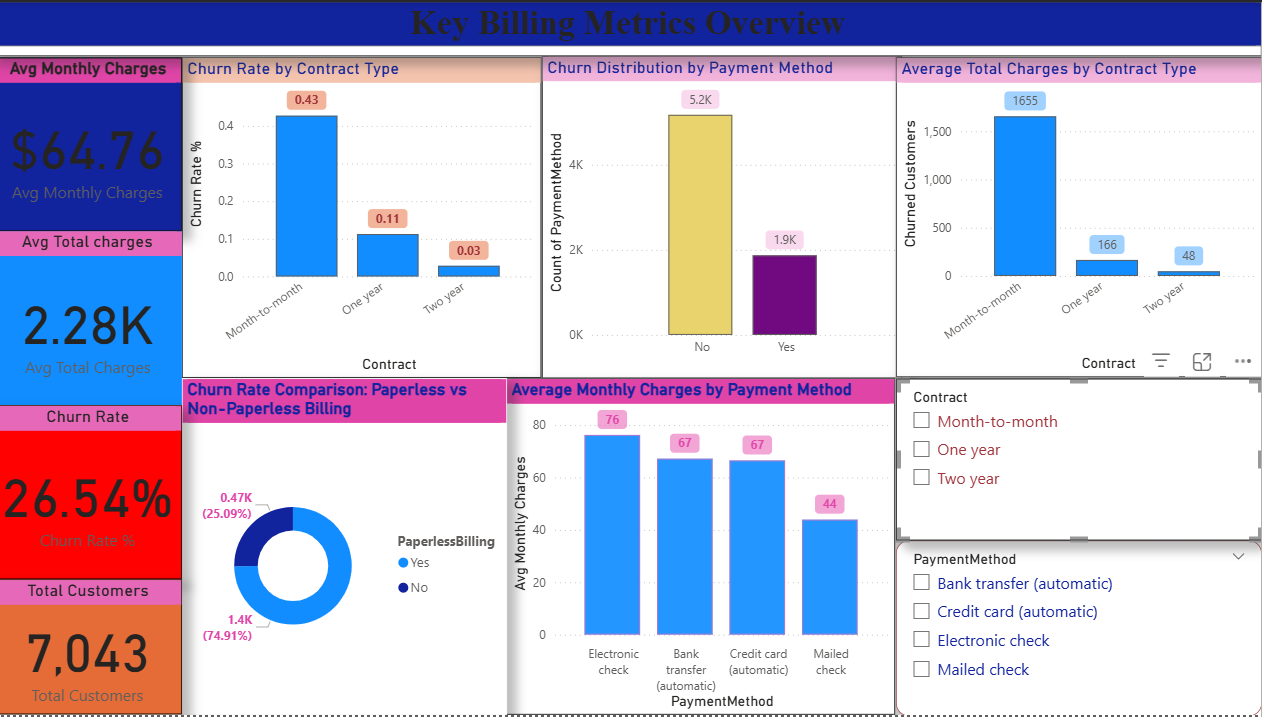 Key Billing Metrics Overview
Avg Monthly Charges
$64.76
Avg Monthly Charges
Avg Total charges
2.28K
Avg Total Charges
Churn Rate
26.54%
Churn Rate %
Total Customers
7,043
Total Customers
Churn Rate by Contract Type
Churn Rate %
0.4
0.3
0.2
0.1
0.0
0.43
0.11
0.03
Month-to-month
One year
Two year
Contract
Churn Distribution by Payment Method
Count of PaymentMethod
4K
2K
0K
5.2K
1.9K
No
Yes
Average Total Charges by Contract Type
Churned Customers
1,500
1,000
500
0
1655
166
48
Month-to-month
One year
Two year
Contract
Churn Rate Comparison: Paperless vs
Non-Paperless Billing
0.47K
(25.09%)
1.4K
(74.91%)
PaperlessBilling
Yes
No
Average Monthly Charges by Payment Method
Avg Monthly Charges
80
60
40
20
0
76
67
67
44
Electronic
check
Bank
transfer
(automatic)
Credit card
(automatic)
Mailed
check
PaymentMethod
Contract
Month-to-month
One year
Two year
PaymentMethod
Bank transfer (automatic)
Credit card (automatic)
Electronic check
Mailed check